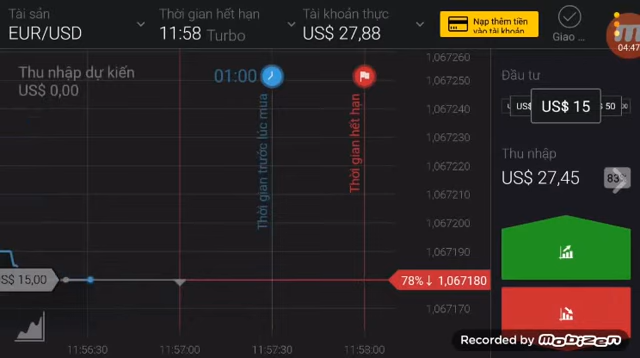 Tài sản
EUR/USD
Thời gian hết hạn
11:58 Turbo
Tài khoản thực
US$ 27,88
Nạp thêm tiền
vào tài khoản
Giao ...
04:47
Thu nhập dự kiến
US$ 0,00
01:00
Thời gian trước lúc mua
Thời gian hết hạn
1,067260
1,067250
1,067240
1,067230
1,067220
1,067210
1,067200
1,067190
78%↓ 1,067180
1,067170
Đầu tư
US$ 15
50
Thu nhập
US$ 27,45
83
S$ 15,00
11:56:30
11:57:00
11:57:30
11:59:00
Recorded by MOBIZEN